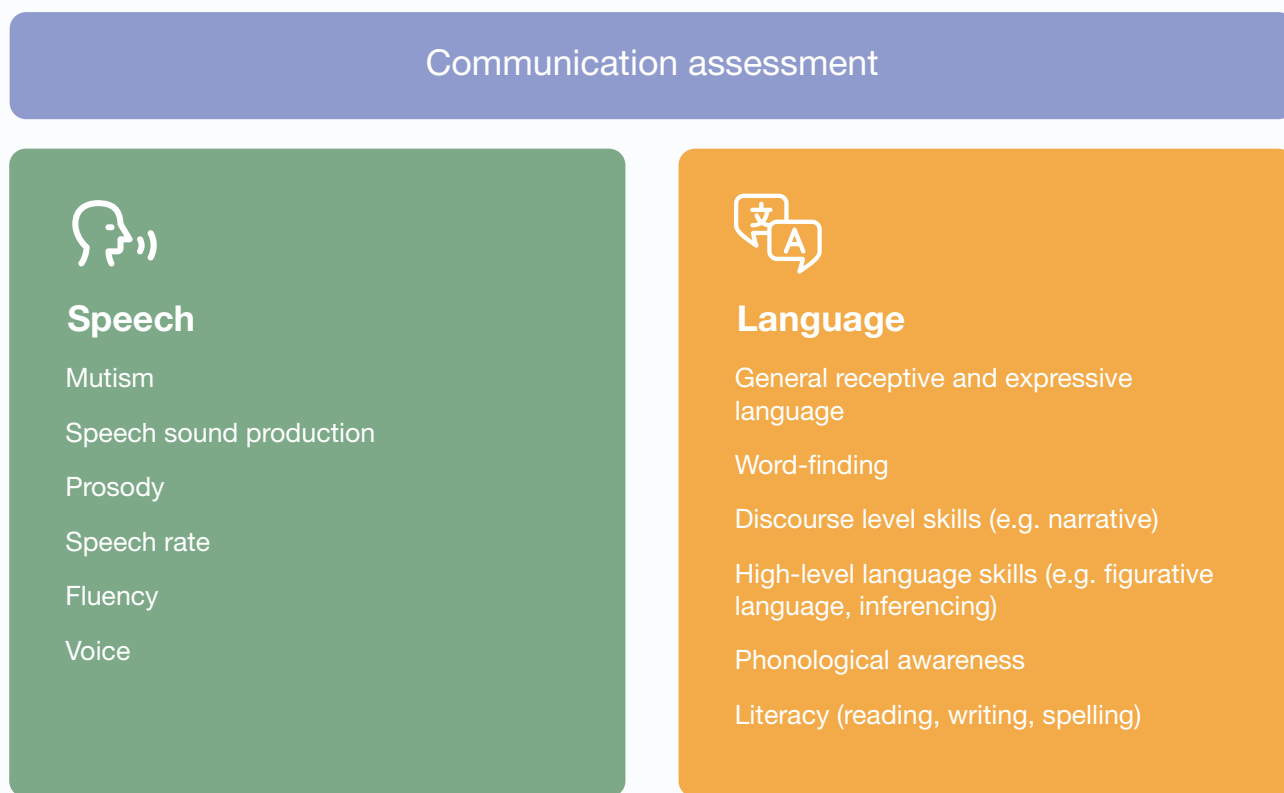 Communication assessment
Speech
Mutism
Speech sound production
Prosody
Speech rate
Fluency
Voice
文
A
Language
General receptive and expressive
language
Word-finding
Discourse level skills (e.g. narrative)
High-level language skills (e.g. figurative
language, inferencing)
Phonological awareness
Literacy (reading, writing, spelling)